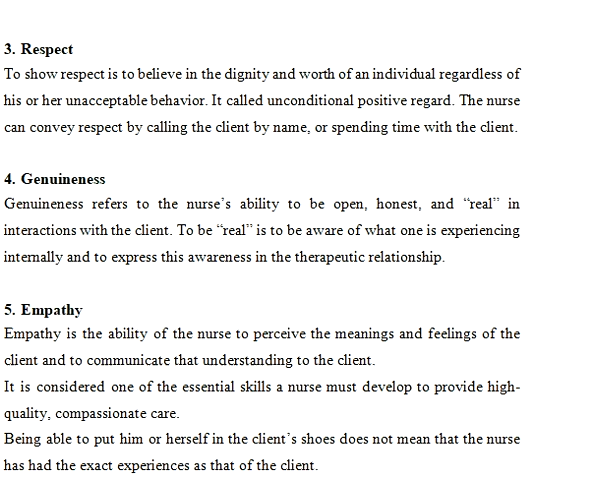 3. Respect
To show respect is to believe in the dignity and worth of an individual regardless of
his or her unacceptable behavior. It called unconditional positive regard. The nurse
can convey respect by calling the client by name, or spending time with the client.
4. Genuineness
Genuineness refers to the nurse’s ability to be open, honest, and “real” in
interactions with the client. To be “real” is to be aware of what one is experiencing
internally and to express this awareness in the therapeutic relationship.
5. Empathy
Empathy is the ability of the nurse to perceive the meanings and feelings of the
client and to communicate that understanding to the client.
It is considered one of the essential skills a nurse must develop to provide high-
quality, compassionate care.
Being able to put him or herself in the client’s shoes does not mean that the nurse
has had the exact experiences as that of the client.